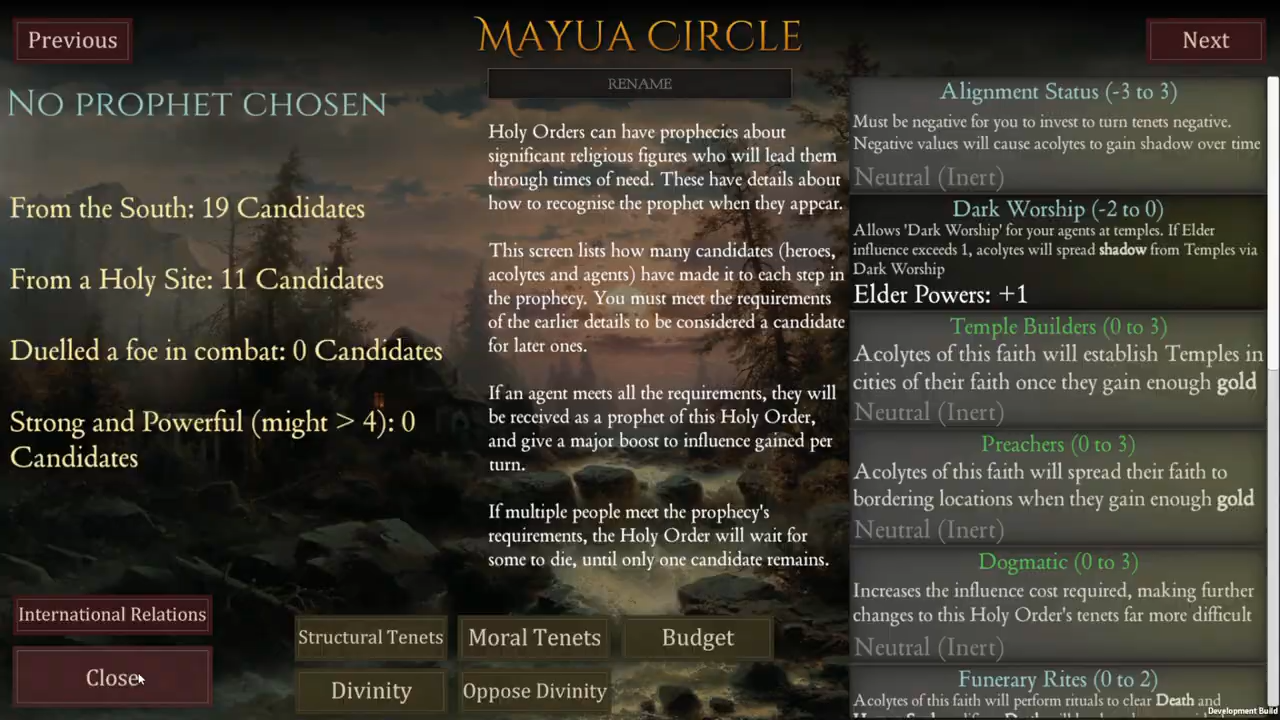 Previous
MAYUA CIRCLE
Next
RENAME
NO PROPHET CHOSEN
From the South: 19 Candidates
From a Holy Site: 11 Candidates
Duelled a foe in combat: 0 Candidates
Strong and Powerful (might > 4): 0
Candidates
Holy Orders can have prophecies about
significant religious figures who will lead them
through times of need. These have details about
how to recognise the prophet when they appear.
This screen lists how many candidates (heroes,
acolytes and agents) have made it to each step in
the prophecy. You must meet the requirements
of the earlier details to be considered a candidate
for later ones.
If an agent meets all the requirements, they will
be received as a prophet of this Holy Order,
and give a major boost to influence gained per
turn.
If multiple people meet the prophecy's
requirements, the Holy Order will wait for
some to die, until only one candidate remains.
Alignment Status (-3 to 3)
Must be negative for you to invest to turn tenets negative.
Negative values will cause acolytes to gain shadow over time
Neutral (Inert)
Dark Worship (-2 to 0)
Allows 'Dark Worship' for your agents at temples. If Elder
influence exceeds 1, acolytes will spread shadow from Temples via
Dark Worship
Elder Powers: +1
Temple Builders (0 to 3)
Acolytes of this faith will establish Temples in
cities of their faith once they gain enough gold
Neutral (Inert)
Preachers (0 to 3)
Acolytes of this faith will spread their faith to
bordering locations when they gain enough gold
Neutral (Inert)
Dogmatic (0 to 3)
Increases the influence cost required, making further
changes to this Holy Order's tenets far more difficult
Neutral (Inert)
Funerary Rites (0 to 2)
Acolytes of this faith will perform rituals to clear Death and
International Relations
Close
Structural Tenets
Moral Tenets
Budget
Divinity
Oppose Divinity
Development Build